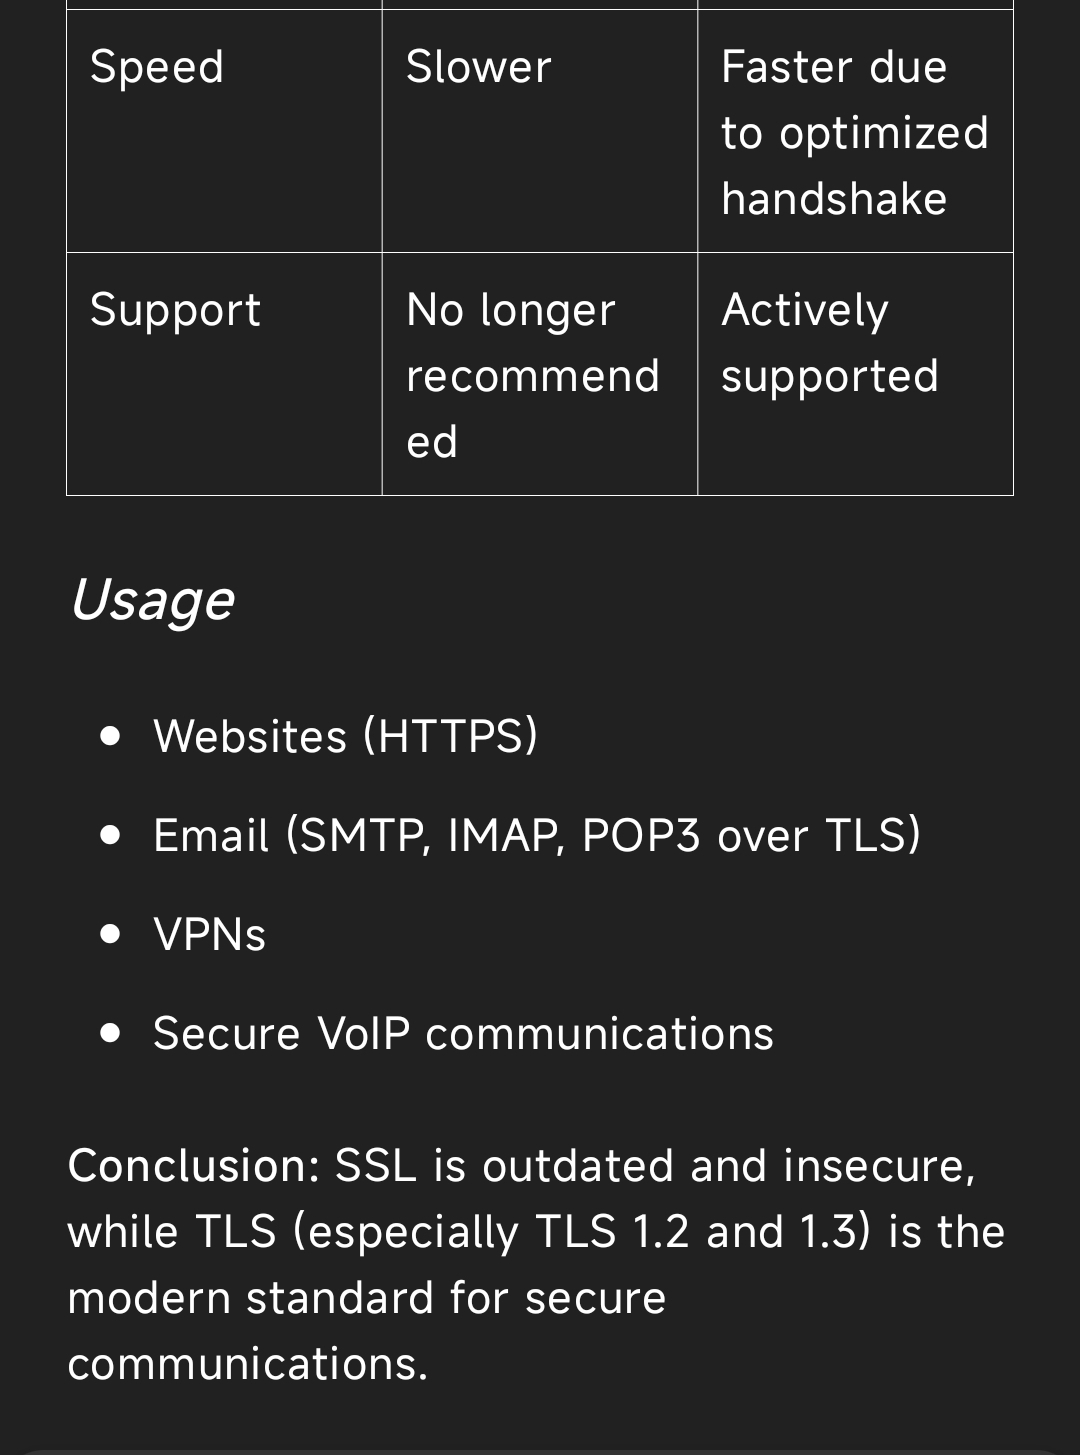 Speed
Slower
Faster due
to optimized
handshake
Support
No longer
recommend
ed
Actively
supported
Usage
• Websites (HTTPS)
• Email (SMTP, IMAP, POP3 over TLS)
• VPNs
• Secure VoIP communications
Conclusion: SSL is outdated and insecure,
while TLS (especially TLS 1.2 and 1.3) is the
modern standard for secure
communications.